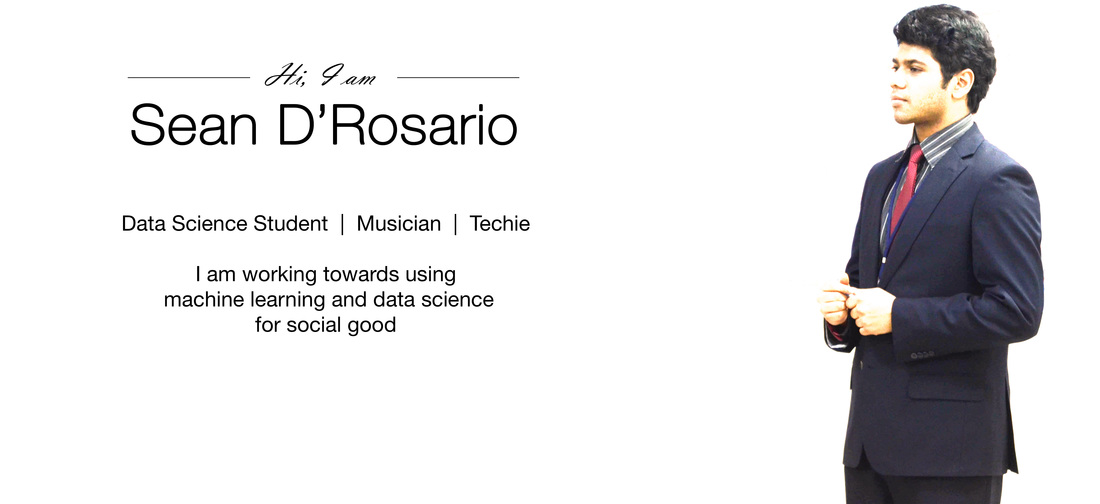 Hi, I am
Sean D’Rosario
Data Science Student | Musician | Techie
I am working towards using
machine learning and data science
for social good